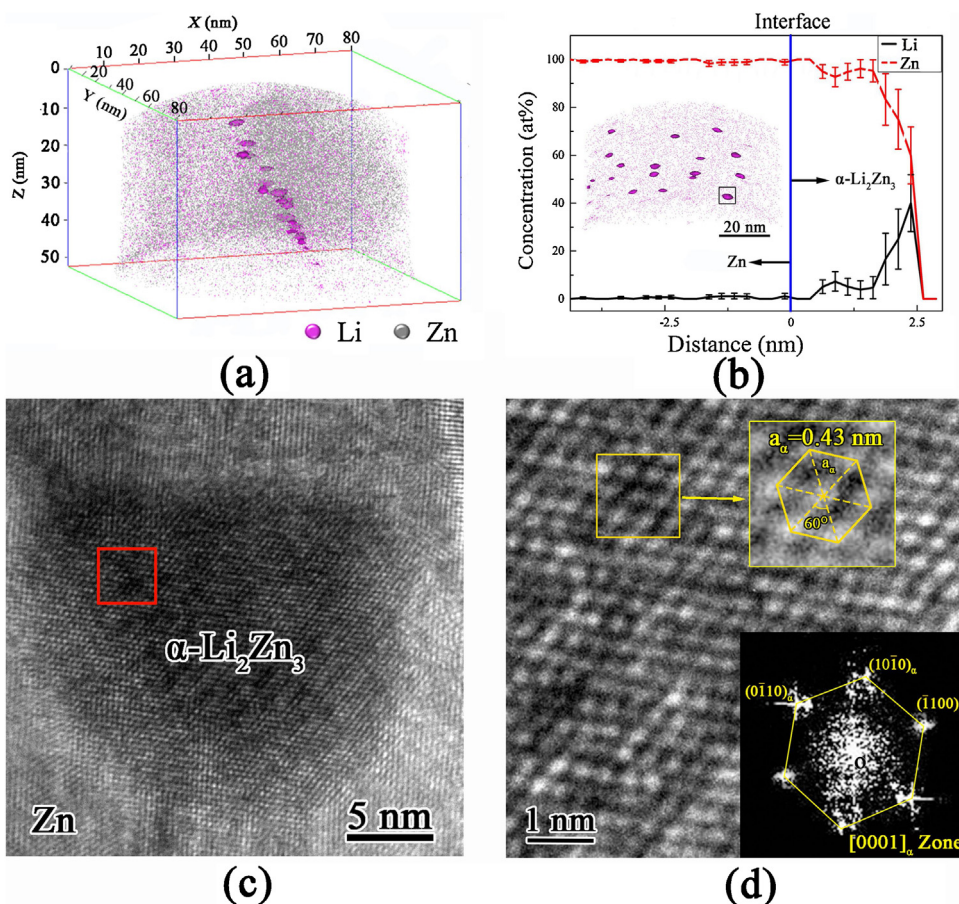 X (nm)
0 10 20 30 40 50 60 70 80
0
10
20
30
40
50
Z (nm)
20
40
60
80
Y (nm)
Li Zn
(a)
Interface
Li
Zn
100
80
60
40
20
0
Concentration (at%)
α-Li₂Zn₃
20 nm
Zn
-2.5 0 2.5
Distance (nm)
(b)
α-Li₂Zn₃
Zn
5 nm
(c)
aα=0.43 nm
aα
60°
(101̄0)α
(01̄10)α
(1̄100)
O
1 nm
[0001]α Zone
(d)